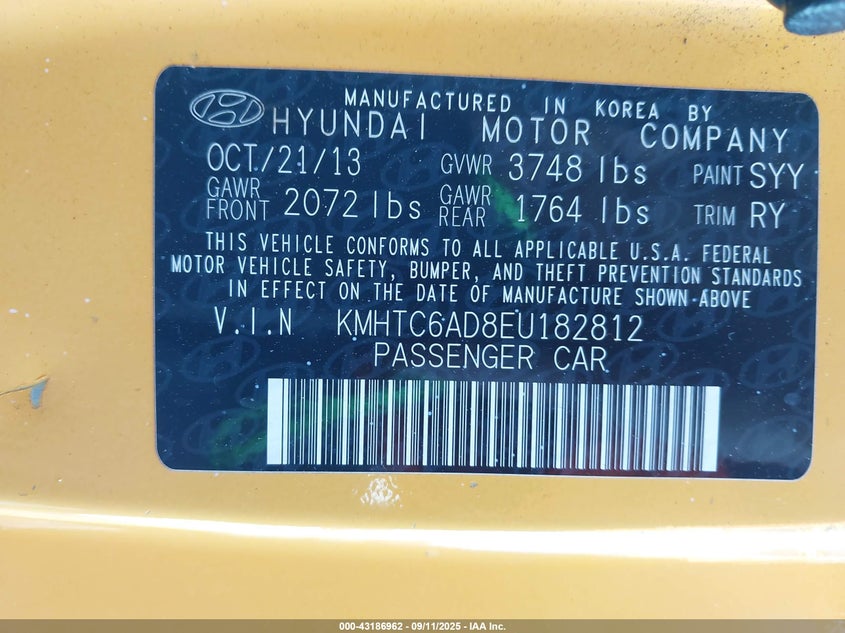 MANUFACTURED IN KOREA BY
HYUNDAI MOTOR COMPANY
OCT/21/13 GVWR 3748 lbs PAINT SYY
GAWR FRONT 2072 lbs GAWR REAR 1764 lbs TRIM RY
THIS VEHICLE CONFORMS TO ALL APPLICABLE U.S.A. FEDERAL
MOTOR VEHICLE SAFETY, BUMPER, AND THEFT PREVENTION STANDARDS
IN EFFECT ON THE DATE OF MANUFACTURE SHOWN ABOVE
V.I.N KMHTC6AD8EU182812
PASSENGER CAR
000-43186962 - 09/11/2025 - IAA Inc.